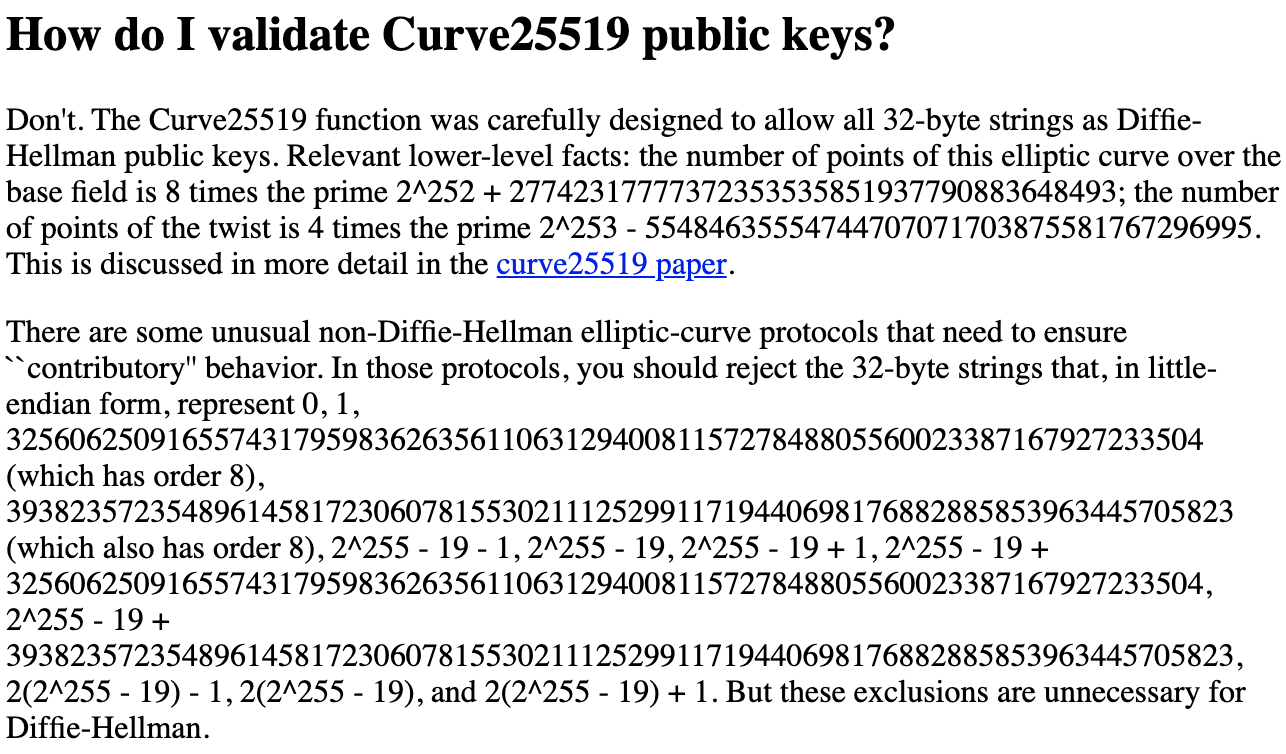 How do I validate Curve25519 public keys?
Don't. The Curve25519 function was carefully designed to allow all 32-byte strings as Diffie-
Hellman public keys. Relevant lower-level facts: the number of points of this elliptic curve over the
base field is 8 times the prime 2^252 + 27742317777372353535851937790883648493; the number
of points of the twist is 4 times the prime 2^253 - 55484635554744707071703875581767296995.
This is discussed in more detail in the curve25519 paper.
There are some unusual non-Diffie-Hellman elliptic-curve protocols that need to ensure
``contributory'' behavior. In those protocols, you should reject the 32-byte strings that, in little-
endian form, represent 0, 1,
325606250916557431795983626356110631294008115727848805560023387167927233504
(which has order 8),
39382357235489614581723060781553021112529911719440698176882885853963445705823
(which also has order 8), 2^255 - 19 - 1, 2^255 - 19, 2^255 - 19 + 1, 2^255 - 19 +
325606250916557431795983626356110631294008115727848805560023387167927233504,
2^255 - 19 +
39382357235489614581723060781553021112529911719440698176882885853963445705823,
2(2^255 - 19) - 1, 2(2^255 - 19), and 2(2^255 - 19) + 1. But these exclusions are unnecessary for
Diffie-Hellman.